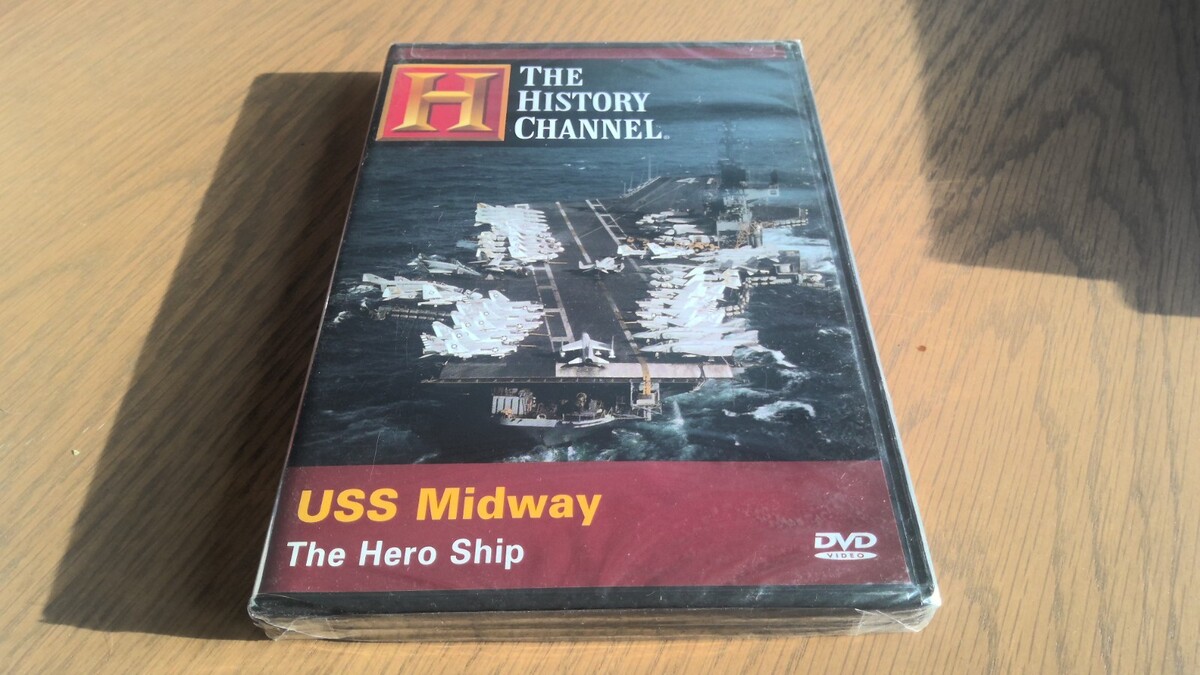 H
THE
HISTORY
CHANNEL
USS Midway
The Hero Ship
DVD
VIDEO